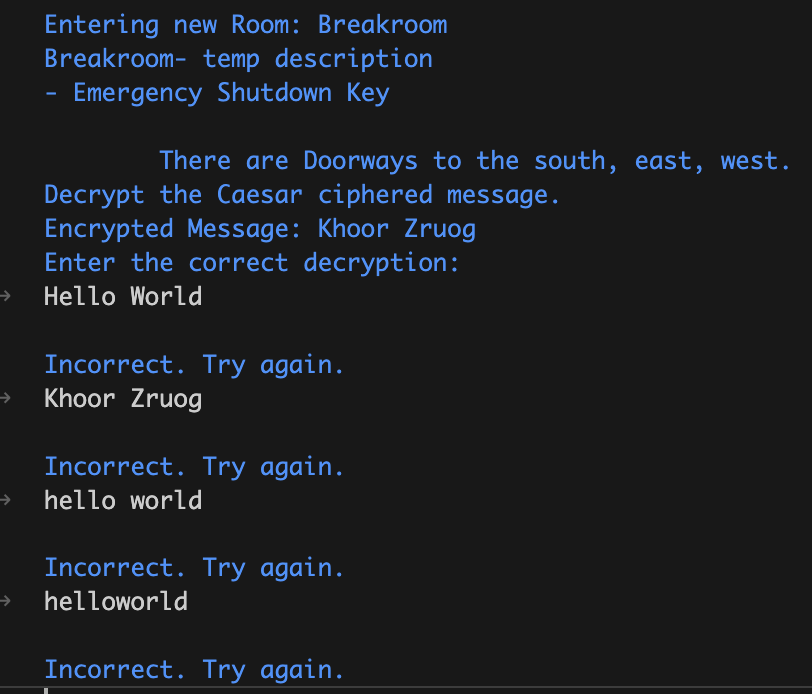 Entering new Room: Breakroom
Breakroom- temp description
- Emergency Shutdown Key
There are Doorways to the south, east, west.
Decrypt the Caesar ciphered message.
Encrypted Message: Khoor Zruog
Enter the correct decryption:
→ Hello World
Incorrect. Try again.
→ Khoor Zruog
Incorrect. Try again.
→ hello world
Incorrect. Try again.
→ helloworld
Incorrect. Try again.